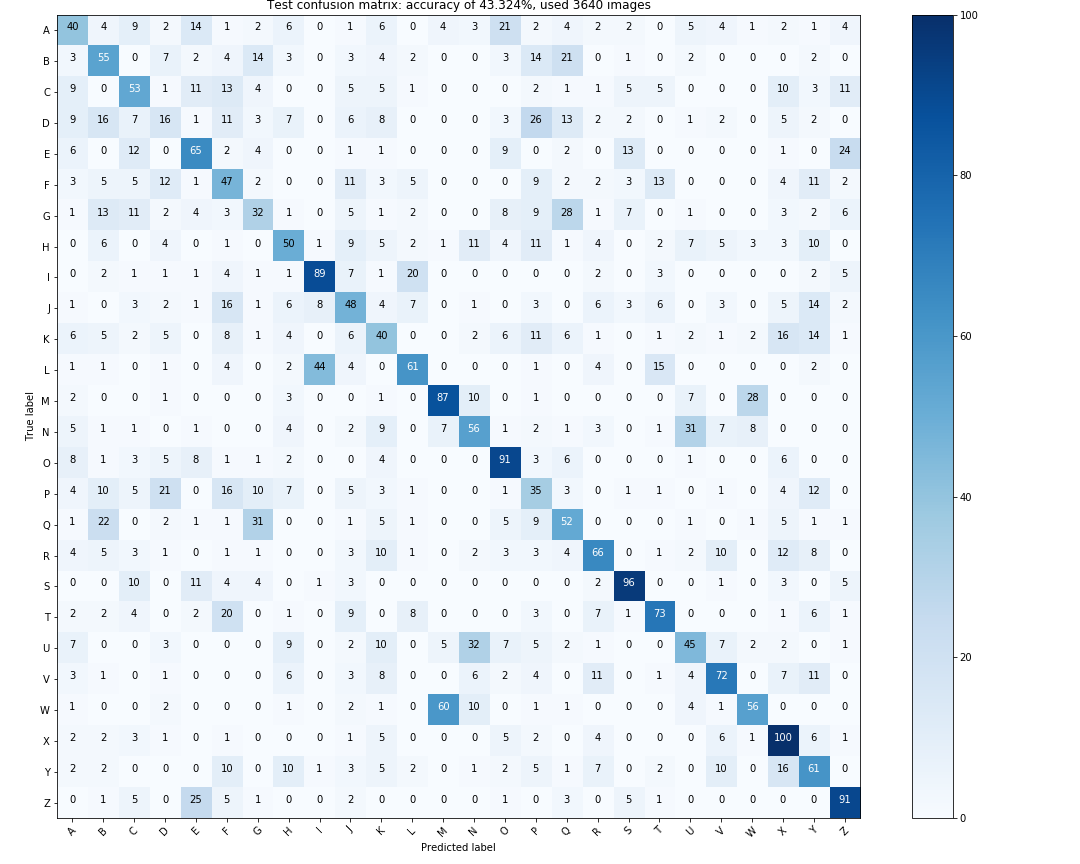 Test confusion matrix: accuracy of 43.324%, used 3640 images
A 40 4 9 2 14 1 2 6 0 1 6 0 4 3 21 2 4 2 2 0 5 4 1 2 1 4
B 3 55 0 7 2 4 14 3 0 3 4 2 0 0 3 14 21 0 1 0 2 0 0 0 2 0
C 9 0 53 1 11 13 4 0 0 5 5 1 0 0 0 2 1 1 5 5 0 0 0 10 3 11
D 9 16 7 16 1 11 3 7 0 6 8 0 0 0 3 26 13 2 2 0 1 2 0 5 2 0
E 6 0 12 0 65 2 4 0 0 1 1 0 0 0 9 0 2 0 13 0 0 0 0 1 0 24
F 3 5 5 12 1 47 2 0 0 11 3 5 0 0 0 9 2 2 3 13 0 0 0 4 11 2
G 1 13 11 2 4 3 32 1 0 5 1 2 0 0 8 9 28 1 7 0 1 0 0 3 2 6
H 0 6 0 4 0 1 0 50 1 9 5 2 1 11 4 11 1 4 0 2 7 5 3 3 10 0
I 0 2 1 1 1 4 1 1 89 7 1 20 0 0 0 0 0 2 0 3 0 0 0 0 2 5
J 1 0 3 2 1 16 1 6 8 48 4 7 0 1 0 3 0 6 3 6 0 3 0 5 14 2
K 6 5 2 5 0 8 1 4 0 6 40 0 0 2 6 11 6 1 0 1 2 1 2 16 14 1
L 1 1 0 1 0 4 0 2 44 4 0 61 0 0 0 1 0 4 0 15 0 0 0 0 2 0
M 2 0 0 1 0 0 0 3 0 0 1 0 87 10 0 1 0 0 0 0 7 0 28 0 0 0
N 5 1 1 0 1 0 0 4 0 2 9 0 7 56 1 2 1 3 0 1 31 7 8 0 0 0
O 8 1 3 5 8 1 1 2 0 0 4 0 0 0 91 3 6 0 0 0 1 0 0 6 0 0
P 4 10 5 21 0 16 10 7 0 5 3 1 0 0 1 35 3 0 1 1 0 1 0 4 12 0
Q 1 22 0 2 1 1 31 0 0 1 5 1 0 0 5 9 52 0 0 0 1 0 1 5 1 1
R 4 5 3 1 0 1 1 0 0 3 10 1 0 2 3 3 4 66 0 1 2 10 0 12 8 0
S 0 0 10 0 11 4 4 0 1 3 0 0 0 0 0 0 0 2 96 0 0 1 0 3 0 5
T 2 2 4 0 2 20 0 1 0 9 0 8 0 0 0 3 0 7 1 73 0 0 0 1 6 1
U 7 0 0 3 0 0 0 9 0 2 10 0 5 32 7 5 2 1 0 0 45 7 2 2 0 1
V 3 1 0 1 0 0 0 6 0 3 8 0 0 6 2 4 0 11 0 1 4 72 0 7 11 0
W 1 0 0 2 0 0 0 1 0 2 1 0 60 10 0 1 1 0 0 0 4 1 56 0 0 0
X 2 2 3 1 0 1 0 0 0 1 5 0 0 0 5 2 0 4 0 0 0 6 1 100 6 1
Y 2 2 0 0 0 10 0 10 1 3 5 2 0 1 2 5 1 7 0 2 0 10 0 16 61 0
Z 0 1 5 0 25 5 1 0 0 2 0 0 0 0 1 0 3 0 5 1 0 0 0 0 0 91
A B C D E F G H I J K L M N O P Q R S T U V W X Y Z
True label
Predicted label
100
80
60
40
20
0